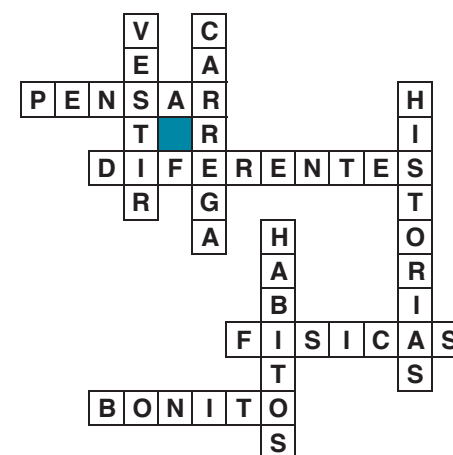 VESTIR
CARREGA
PENSAR
HISTORIAS
DIFERENTES
HABITOS
FISICAS
BONITO